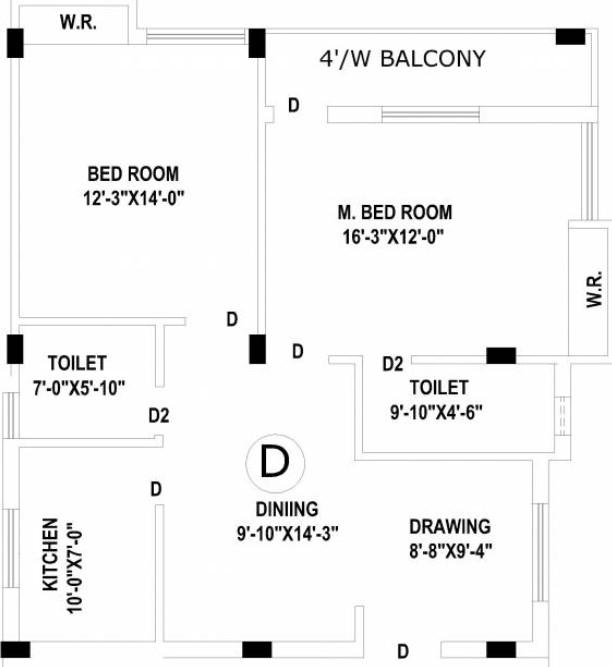 W.R.
4'/W BALCONY
D
BED ROOM
12'-3"X14'-0"
M. BED ROOM
16'-3"X12'-0"
W.R.
D
D
TOILET
7'-0"X5'-10"
D2
TOILET
9'-10"X4'-6"
D2
D
D
DINIING
9'-10"X14'-3"
DRAWING
8'-8"X9'-4"
KITCHEN
10'-0"X7'-0"
D